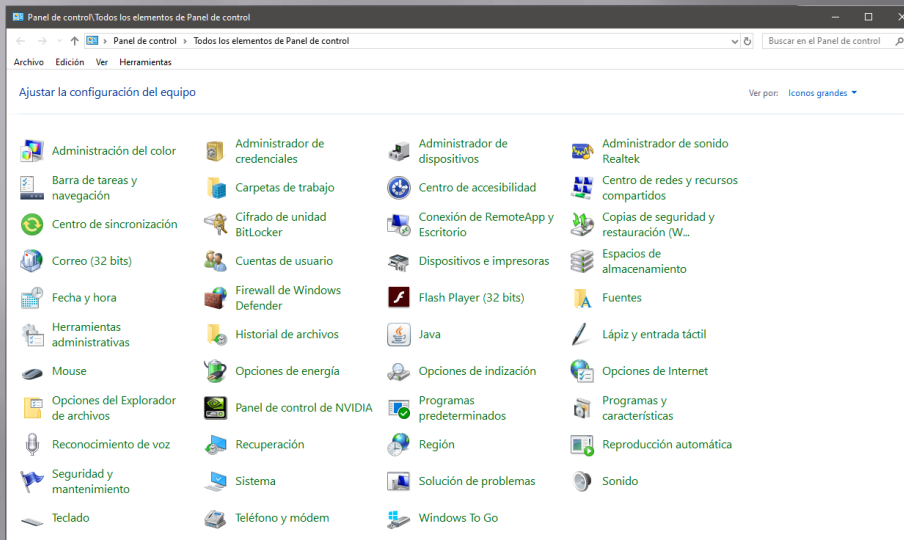 Panel de control\Todos los elementos de Panel de control
Panel de control › Todos los elementos de Panel de control
Buscar en el Panel de control
Archivo Edición Ver Herramientas
Ajustar la configuración del equipo
Ver por: Iconos grandes
Administración del color
Administrador de
credenciales
Administrador de
dispositivos
Administrador de sonido
Realtek
Barra de tareas y
navegación
Carpetas de trabajo
Centro de accesibilidad
Centro de redes y recursos
compartidos
Centro de sincronización
Cifrado de unidad
BitLocker
Conexión de RemoteApp y
Escritorio
Copias de seguridad y
restauración (W...
Correo (32 bits)
Cuentas de usuario
Dispositivos e impresoras
Espacios de
almacenamiento
Fecha y hora
Firewall de Windows
Defender
Flash Player (32 bits)
Fuentes
Herramientas
administrativas
Historial de archivos
Java
Lápiz y entrada táctil
Mouse
Opciones de energía
Opciones de indización
Opciones de Internet
Opciones del Explorador
de archivos
Panel de control de NVIDIA
Programas
predeterminados
Programas y
características
Reconocimiento de voz
Recuperación
Región
Reproducción automática
Seguridad y
mantenimiento
Sistema
Solución de problemas
Sonido
Teclado
Teléfono y módem
Windows To Go